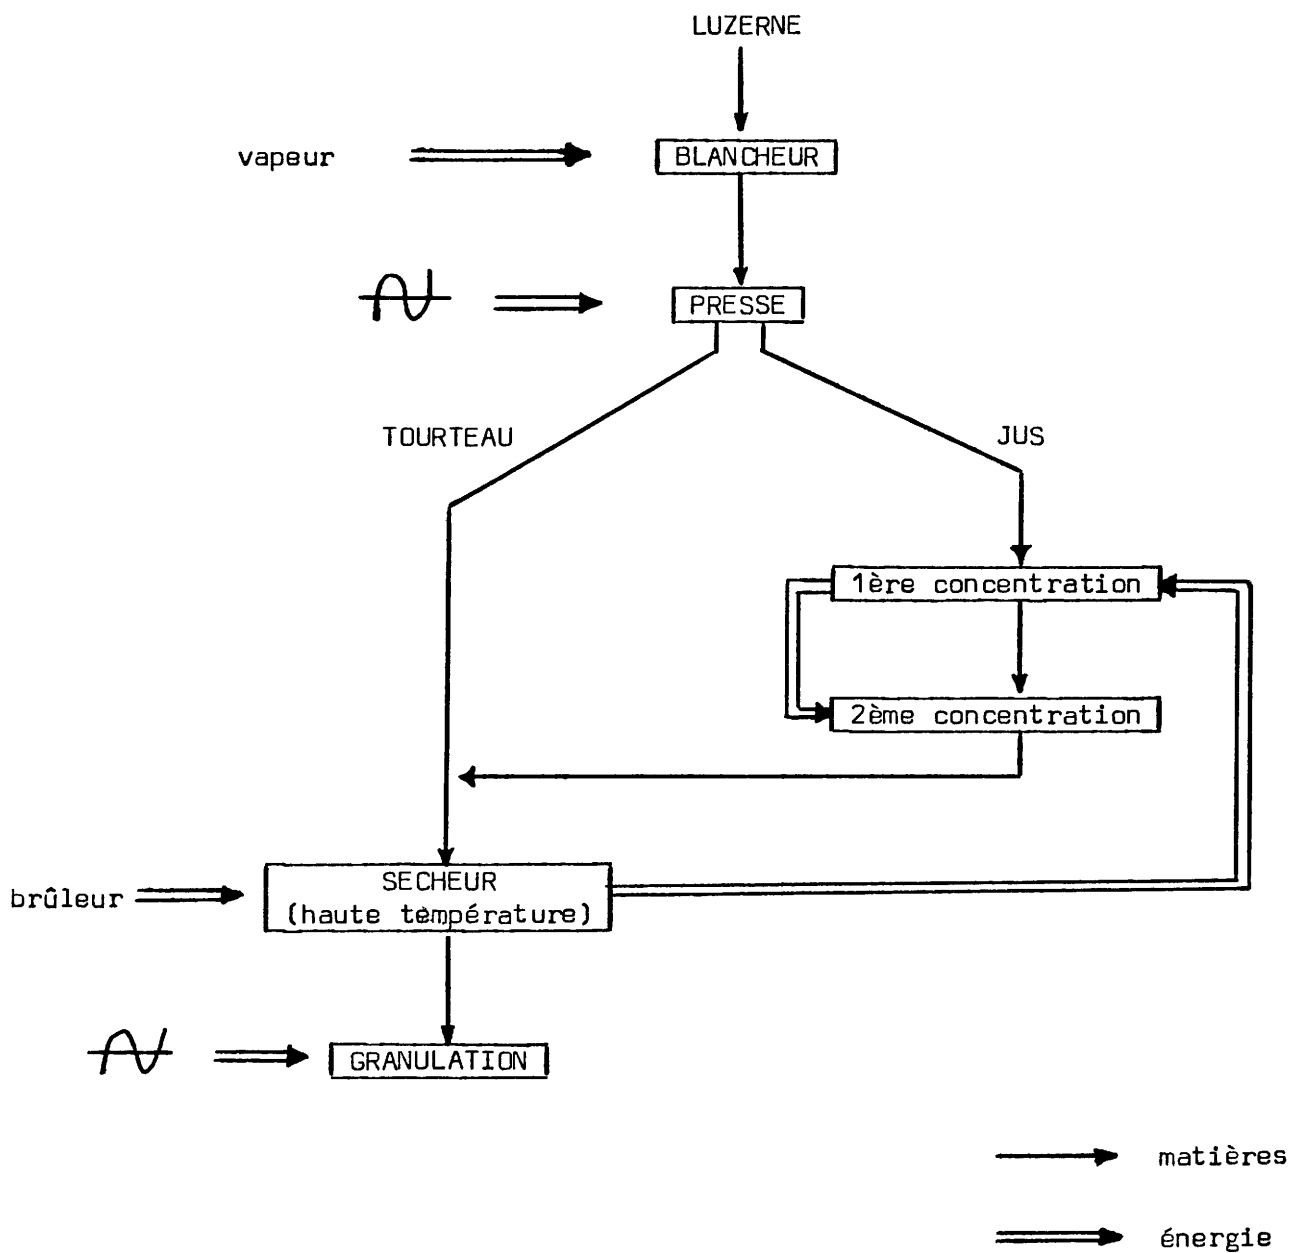 LUZERNE
vapeur
BLANCHEUR
PRESSE
TOURTEAU
JUS
1ère concentration
2ème concentration
brûleur
SECHEUR
(haute température)
GRANULATION
matières
énergie